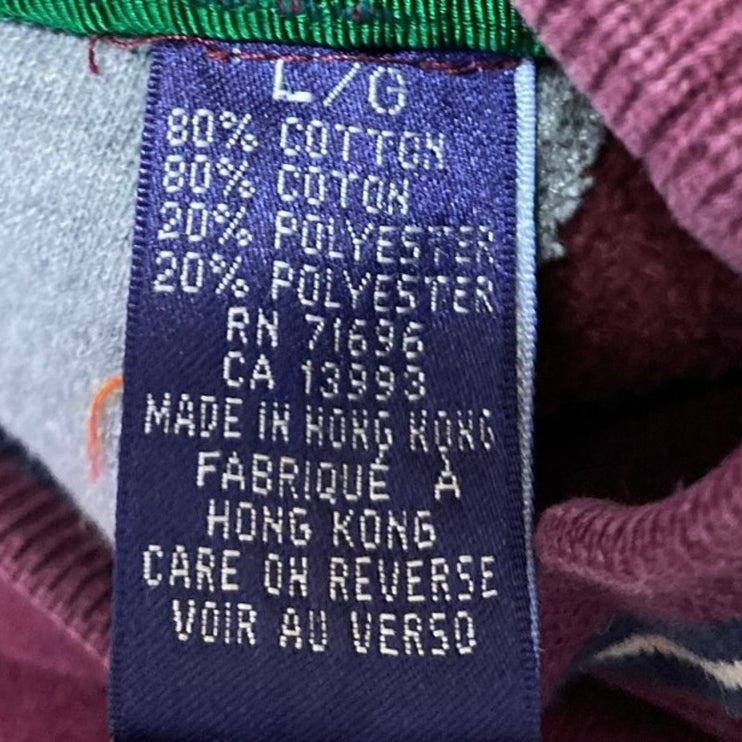 L/G
80% COTTON
80% COTON
20% POLYESTER
20% POLYESTER
RN 71696
CA 13993
MADE IN HONG KONG
FABRIQUÉ À
HONG KONG
CARE ON REVERSE
VOIR AU VERSO